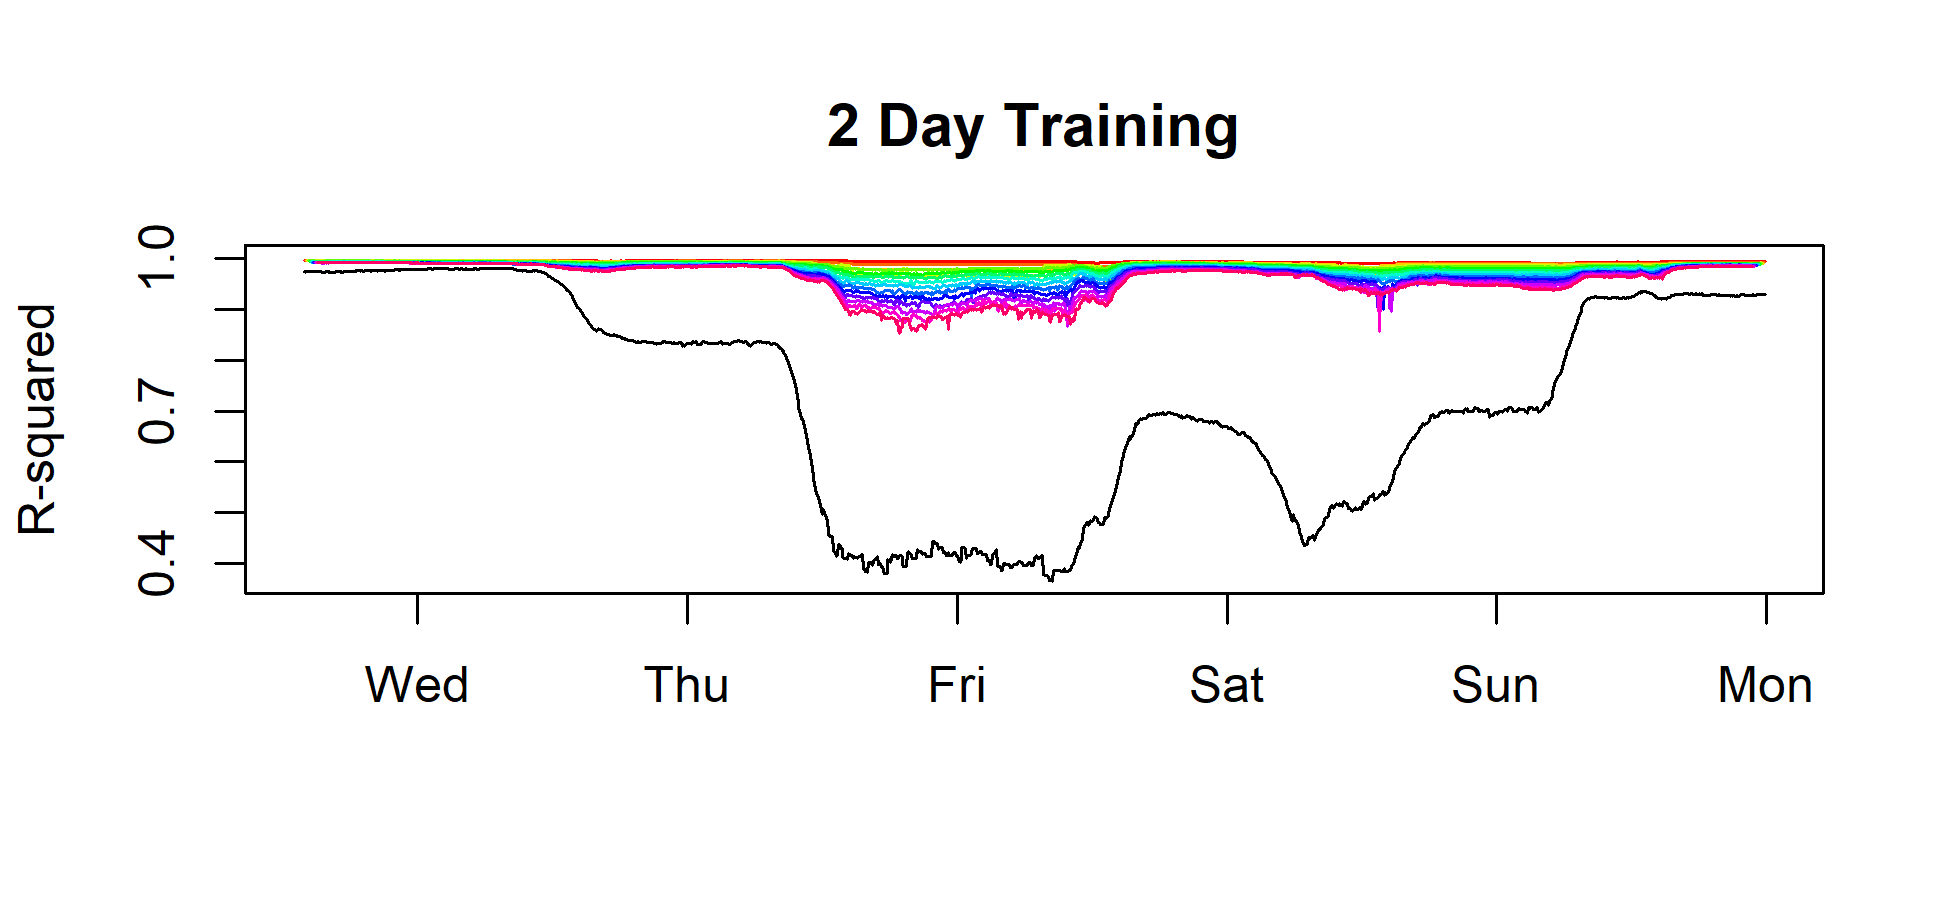 2 Day Training
R-squared
1.0
0.7
0.4
Wed Thu Fri Sat Sun Mon